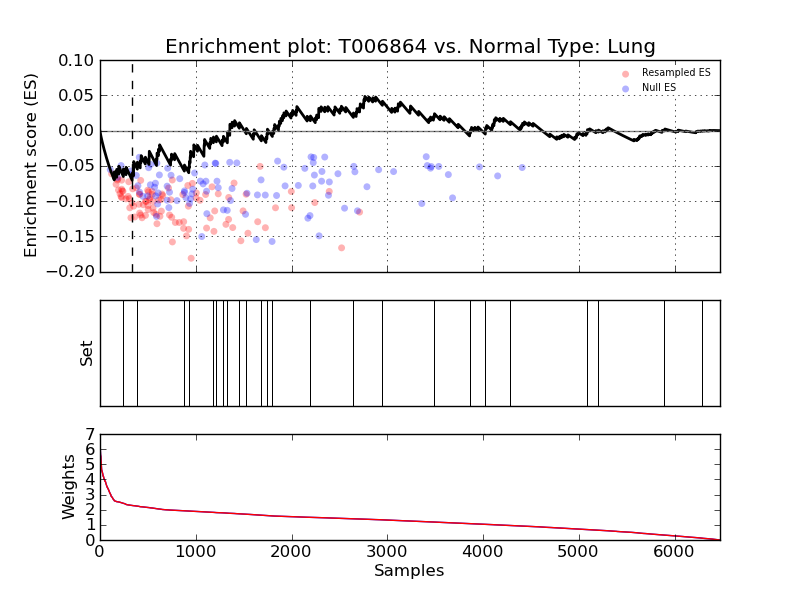 Enrichment plot: T006864 vs. Normal Type: Lung
0.10
0.05
0.00
−0.05
−0.10
−0.15
−0.20
Enrichment score (ES)
Resampled ES
Null ES
Set
7
6
5
4
3
2
1
0
Weights
0 1000 2000 3000 4000 5000 6000
Samples